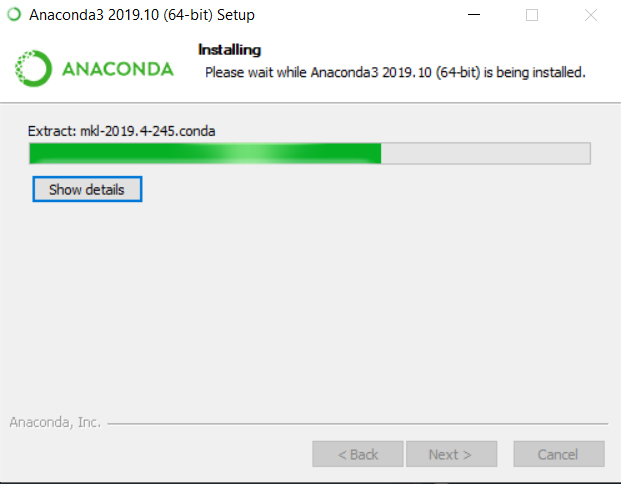 Anaconda3 2019.10 (64-bit) Setup
ANACONDA
Installing
Please wait while Anaconda3 2019.10 (64-bit) is being installed.
Extract: mkl-2019.4-245.conda
Show details
Anaconda, Inc.
< Back
Next >
Cancel